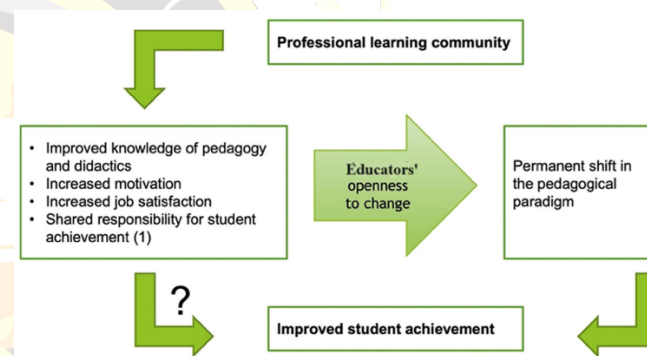 Professional learning community
• Improved knowledge of pedagogy
and didactics
• Increased motivation
• Increased job satisfaction
• Shared responsibility for student
achievement (1)
Educators'
openness
to change
Permanent shift in
the pedagogical
paradigm
?
Improved student achievement